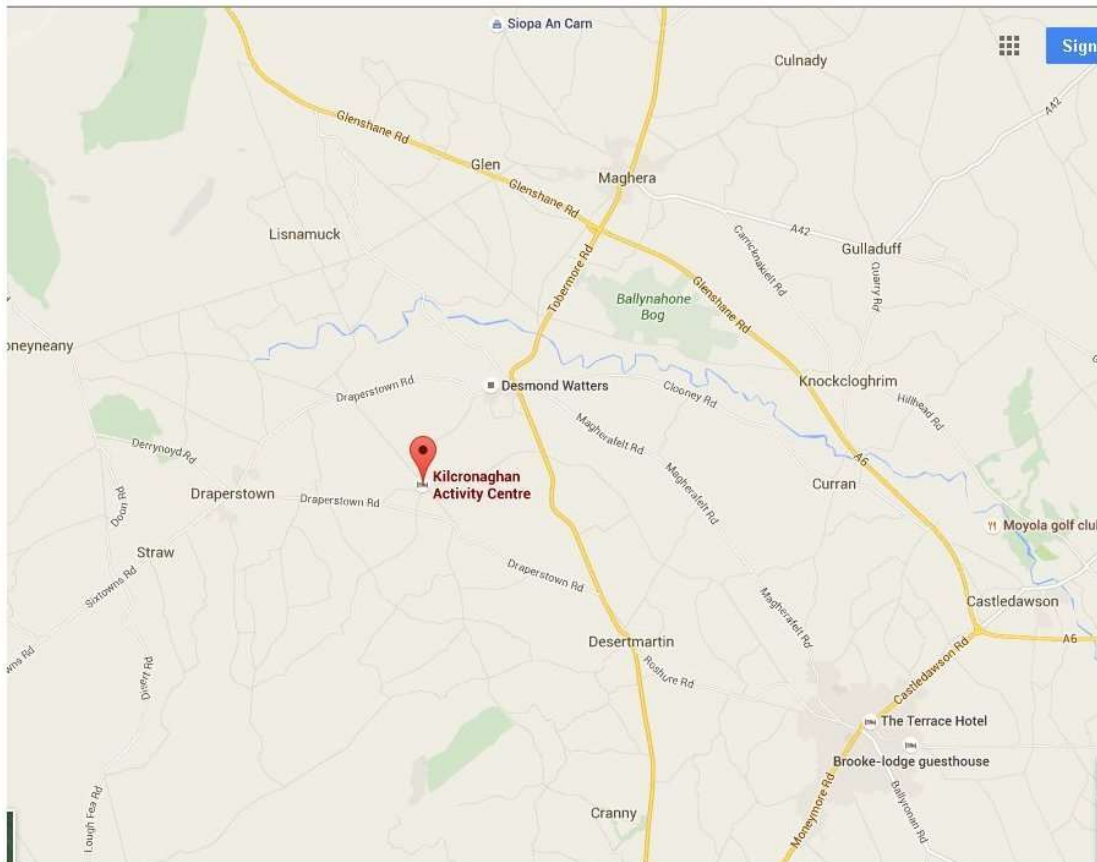 Siopa An Carn
Sign
Culnady
A42
Glenshane Rd
Glen
Maghera
Glenshane Rd
A42
Carricknakielt Rd
Gulladuff
Quarry Rd
Lisnamuck
Tobermore Rd
Ballynahone
Bog
Glenshane Rd
oneyneany
Draperstown Rd
Desmond Watters
Clooney Rd
Knockcloghrim
Hillhead Rd
Magherafelt Rd
Derrynoyd Rd
A6
Kilcronaghan
Activity Centre
Magherafelt Rd
Curran
Draperstown
Draperstown Rd
Doon Rd
Moyola golf club
Straw
Sixtowns Rd
Draperstown Rd
Magherafelt Rd
Castledawson
Desertmartin
A6
wns Rd
Disert Rd
Roshure Rd
Castledawson Rd
The Terrace Hotel
Brooke-lodge guesthouse
Moneymore Rd
Ballyronan Rd
Cranny
Lough Fea Rd